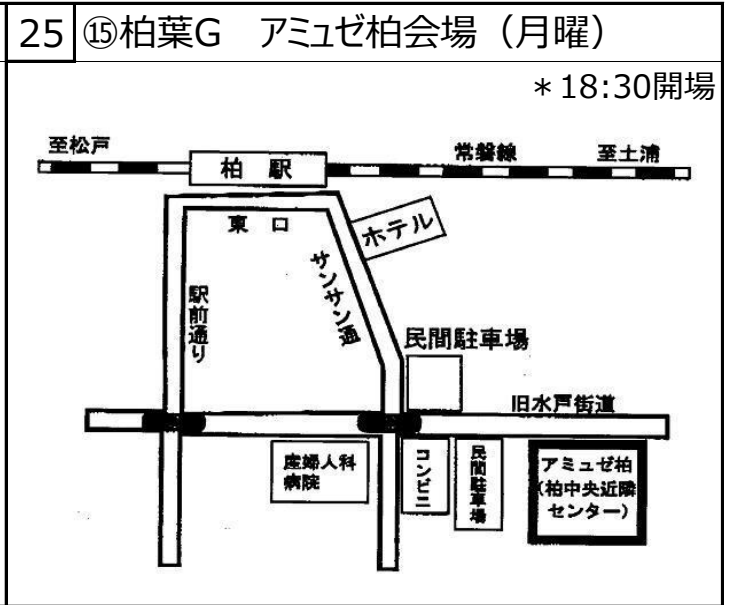 25 ⑮柏葉G　アミュゼ柏会場（月曜）
＊18:30開場
至松戸
柏駅
常磐線
至土浦
東口
ホテル
サンサン通
駅前通り
民間駐車場
旧水戸街道
産婦人科
病院
コンビニ
民間駐車場
アミュゼ柏
(柏中央近隣
センター)